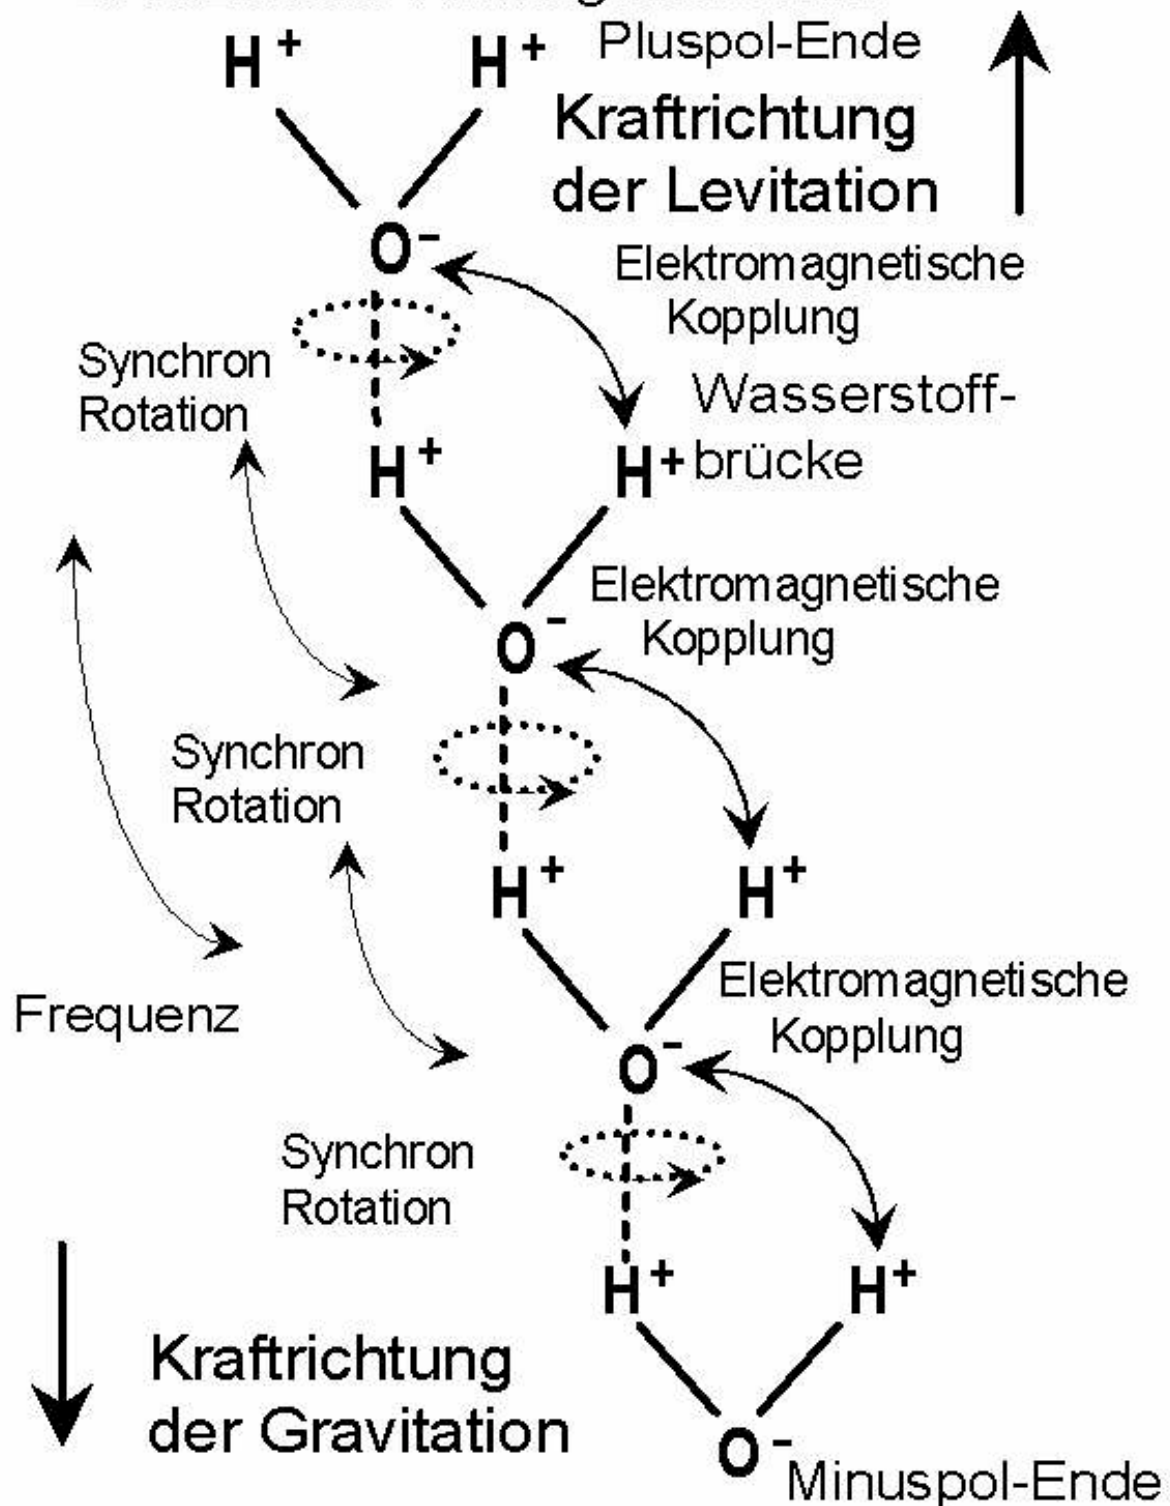 H+ H+ Pluspol-Ende
Kraftrichtung
der Levitation
O-
Elektromagnetische
Kopplung
Synchron
Rotation
Wasserstoff-
brücke
H+ H+
Elektromagnetische
Kopplung
O-
Synchron
Rotation
H+ H+
Elektromagnetische
Kopplung
Frequenz
O-
Synchron
Rotation
H+ H+
Kraftrichtung
der Gravitation
O-
Minuspol-Ende